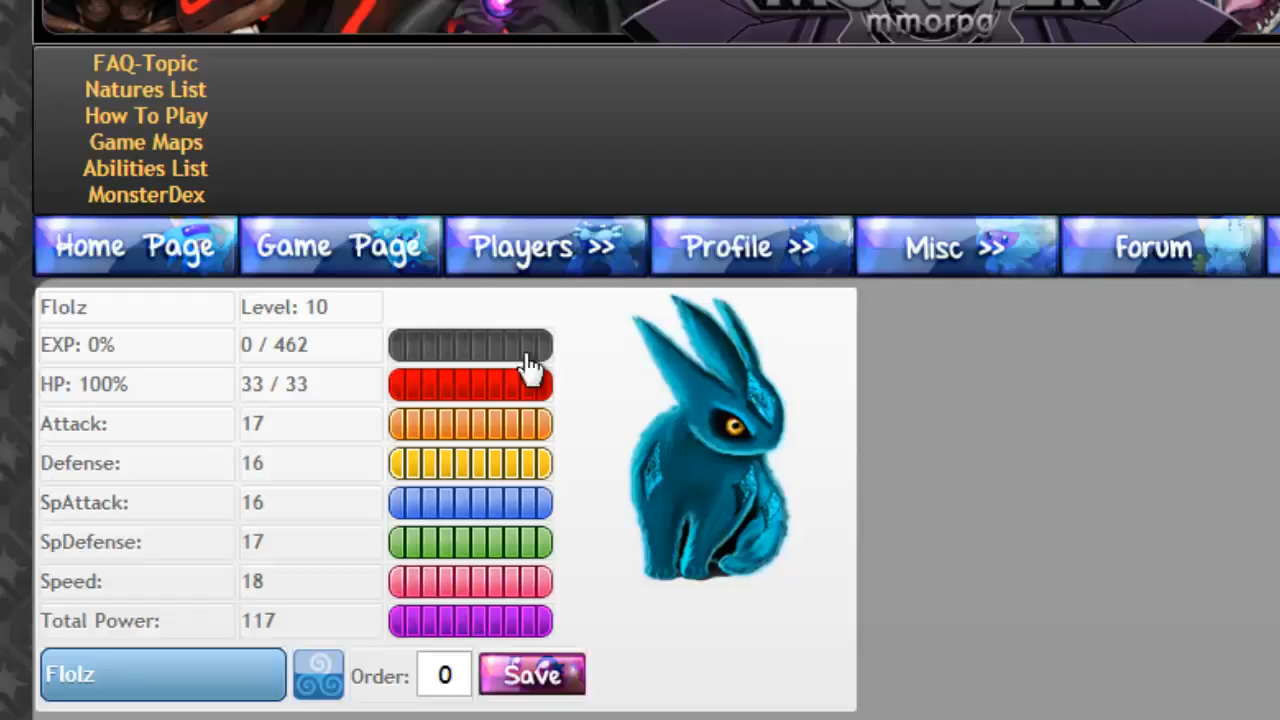 mmorpg
FAQ-Topic
Natures List
How To Play
Game Maps
Abilities List
MonsterDex
Home Page Game Page Players >> Profile >> Misc >> Forum
Flolz Level: 10
EXP: 0% 0 / 462
HP: 100% 33 / 33
Attack: 17
Defense: 16
SpAttack: 16
SpDefense: 17
Speed: 18
Total Power: 117
Flolz Order: 0 Save